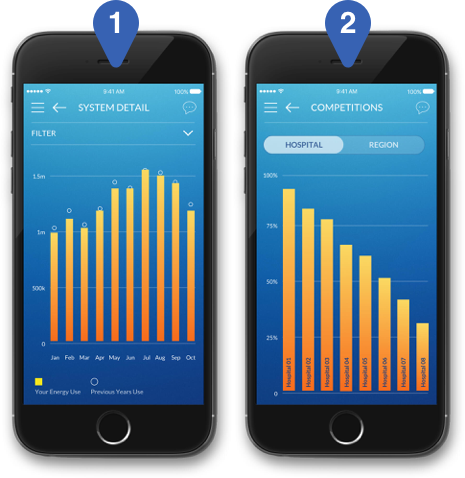 1
9:41 AM
100%
SYSTEM DETAIL
FILTER
1.5m
1m
500k
0
Jan Feb Mar Apr May Jun Jul Aug Sep Oct
Your Energy Use
Previous Years Use
2
9:41 AM
100%
COMPETITIONS
HOSPITAL
REGION
100%
75%
50%
25%
0
Hospital 01
Hospital 02
Hospital 03
Hospital 04
Hospital 05
Hospital 06
Hospital 07
Hospital 08